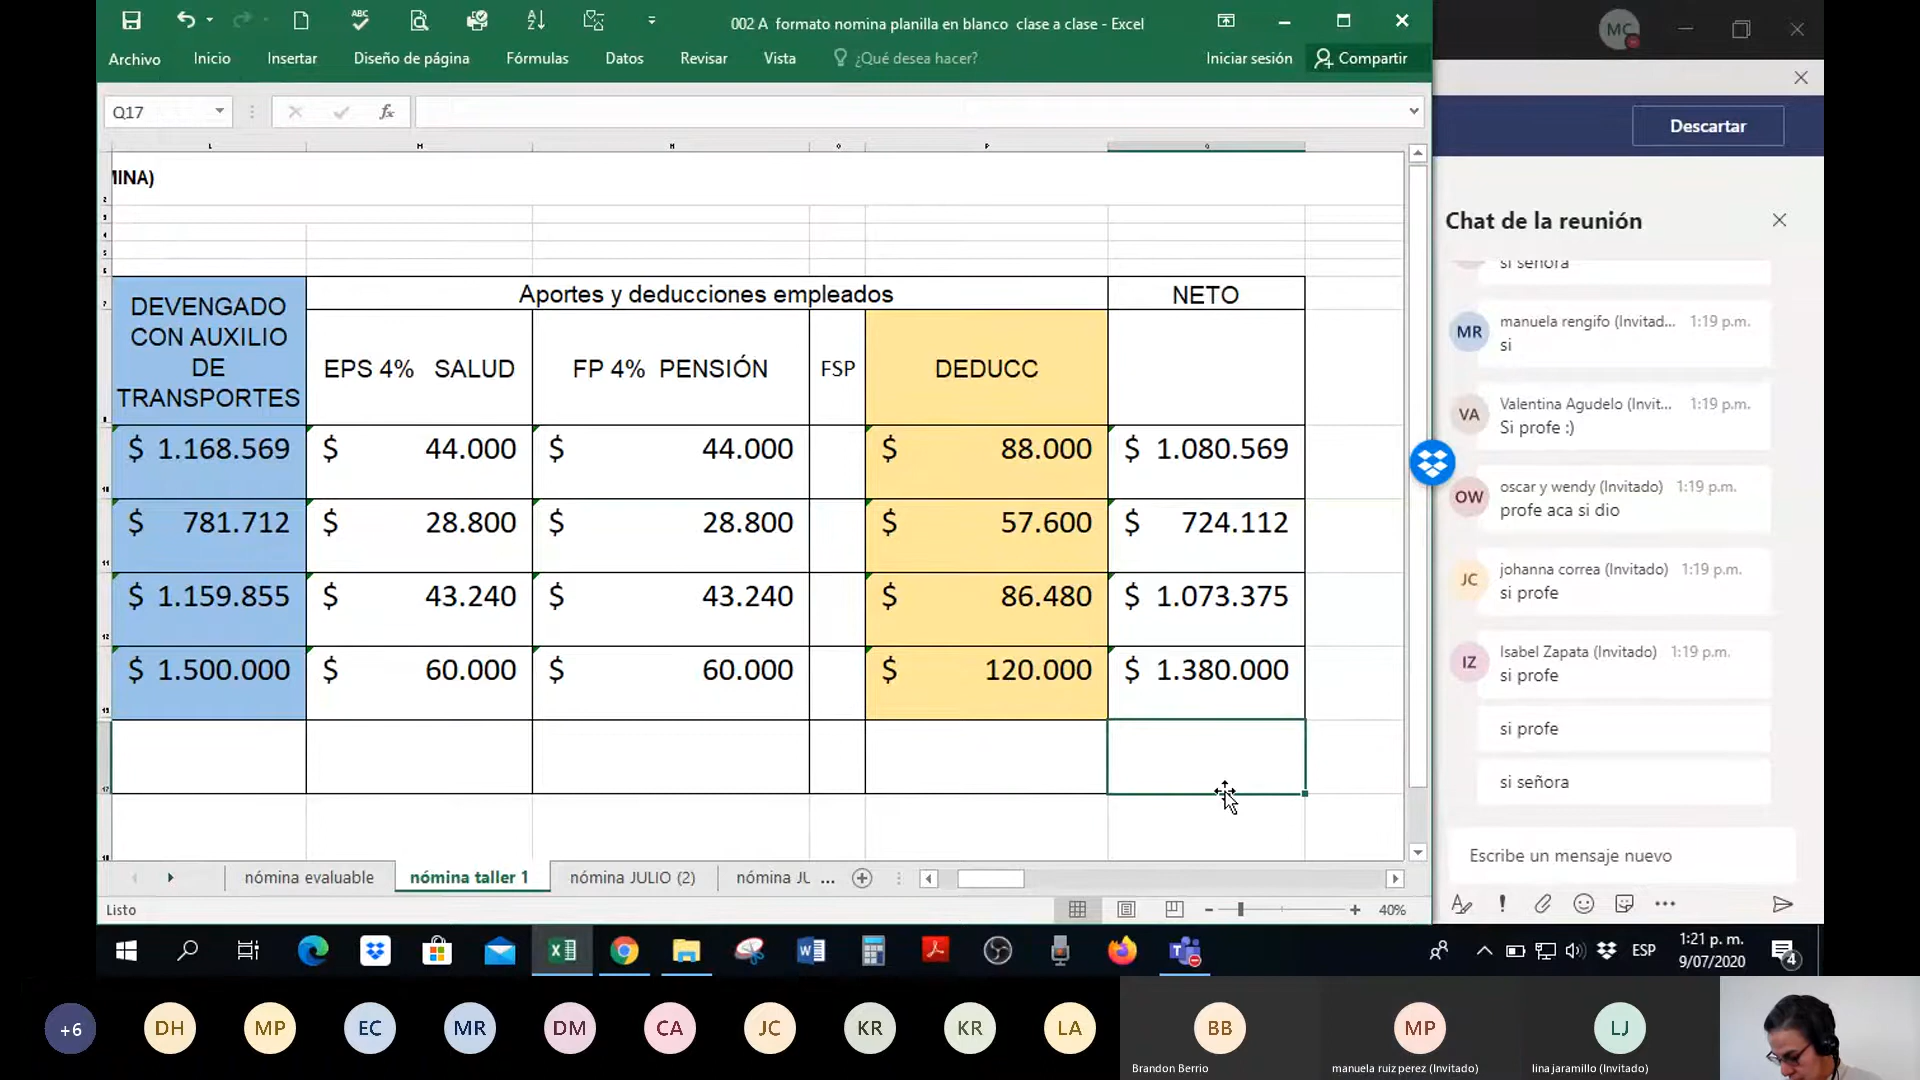 002 A formato nomina planilla en blanco clase a clase - Excel
Archivo
Inicio
Insertar
Diseño de página
Fórmulas
Datos
Revisar
Vista
¿Qué desea hacer?
Iniciar sesión
Compartir
Q17
fx
DEVENGADO
CON AUXILIO
DE
TRANSPORTES
Aportes y deducciones empleados
NETO
EPS 4% SALUD
FP 4% PENSIÓN
FSP
DEDUCC
$ 1.168.569 $ 44.000 $ 44.000 $ 88.000 $ 1.080.569
$ 781.712 $ 28.800 $ 28.800 $ 57.600 $ 724.112
$ 1.159.855 $ 43.240 $ 43.240 $ 86.480 $ 1.073.375
$ 1.500.000 $ 60.000 $ 60.000 $ 120.000 $ 1.380.000
nómina evaluable
nómina taller 1
nómina JULIO (2)
nómina JU ...
Listo
40%
MC
Descartar
Chat de la reunión
si señora
MR
manuela rengifo (Invitad... 1:19 p.m.
si
VA
Valentina Agudelo (Invit... 1:19 p.m.
Si profe :)
OW
oscar y wendy (Invitado) 1:19 p.m.
profe aca si dio
JC
johanna correa (Invitado) 1:19 p.m.
si profe
IZ
Isabel Zapata (Invitado) 1:19 p.m.
si profe
si profe
si señora
Escribe un mensaje nuevo
ESP
1:21 p. m.
9/07/2020
4
+6
DH
MP
EC
MR
DM
CA
JC
KR
KR
LA
BB
Brandon Berrio
MP
manuela ruiz perez (Invitado)
LJ
lina jaramillo (Invitado)